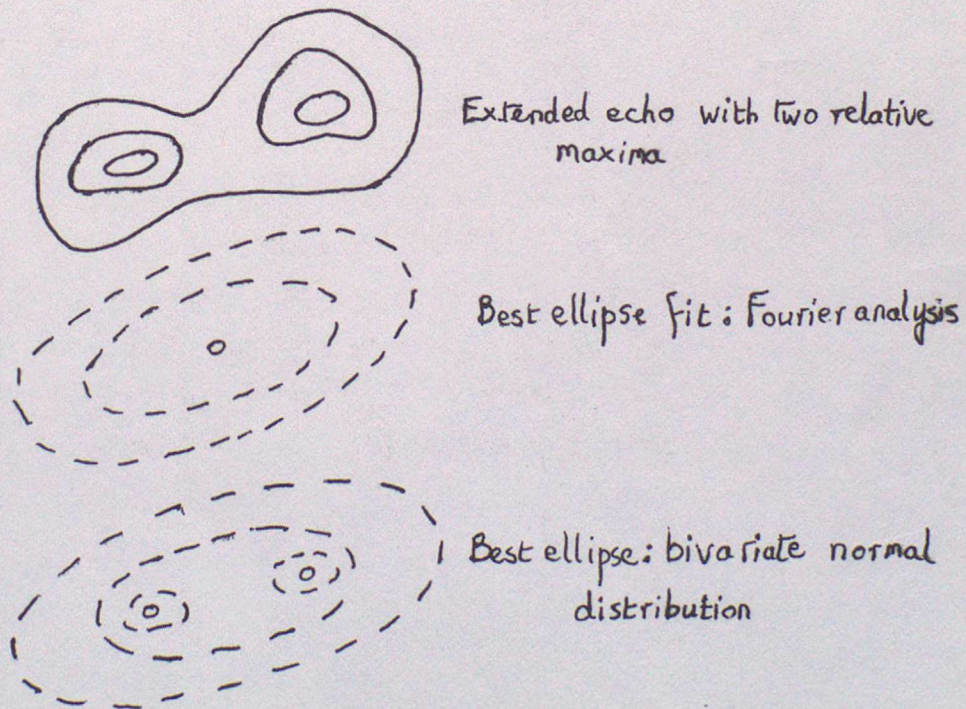 Extended echo with two relative
maxima
Best ellipse fit : Fourier analysis
Best ellipse : bivariate normal
distribution